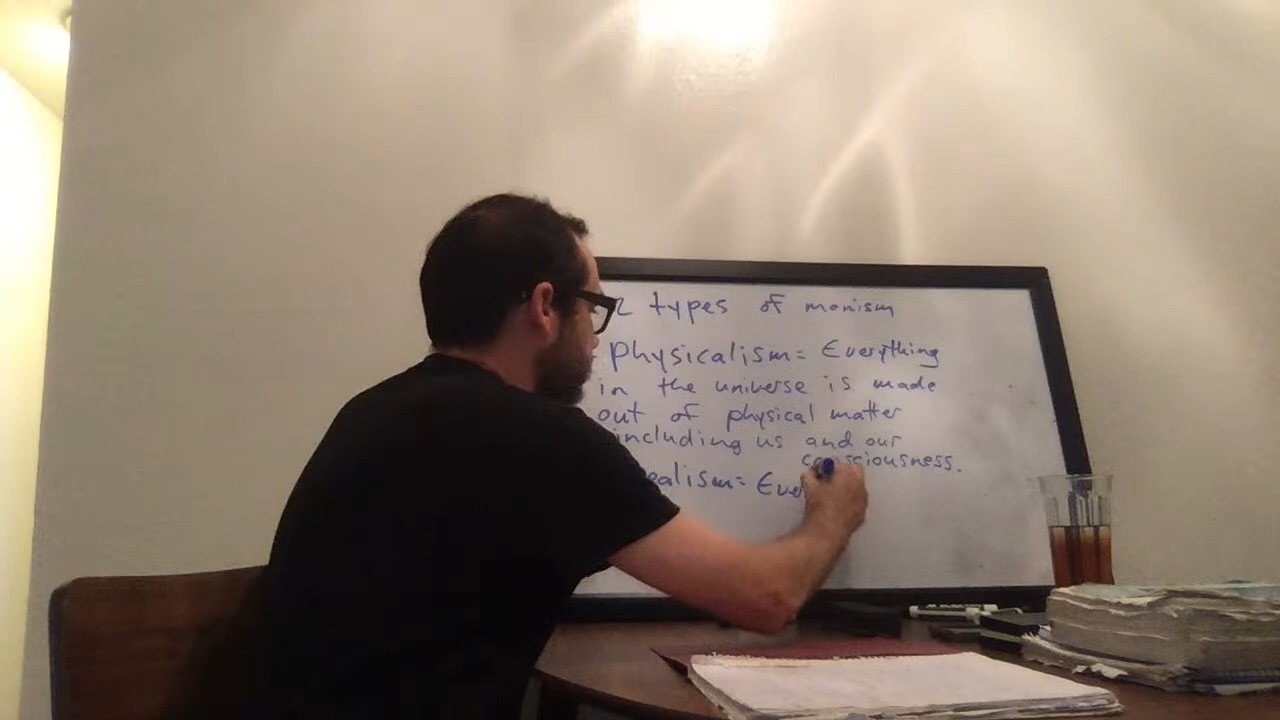 2 types of monism
- Physicalism = Everything
in the universe is made
out of physical matter
including us and our
consciousness.
ealism = Eve